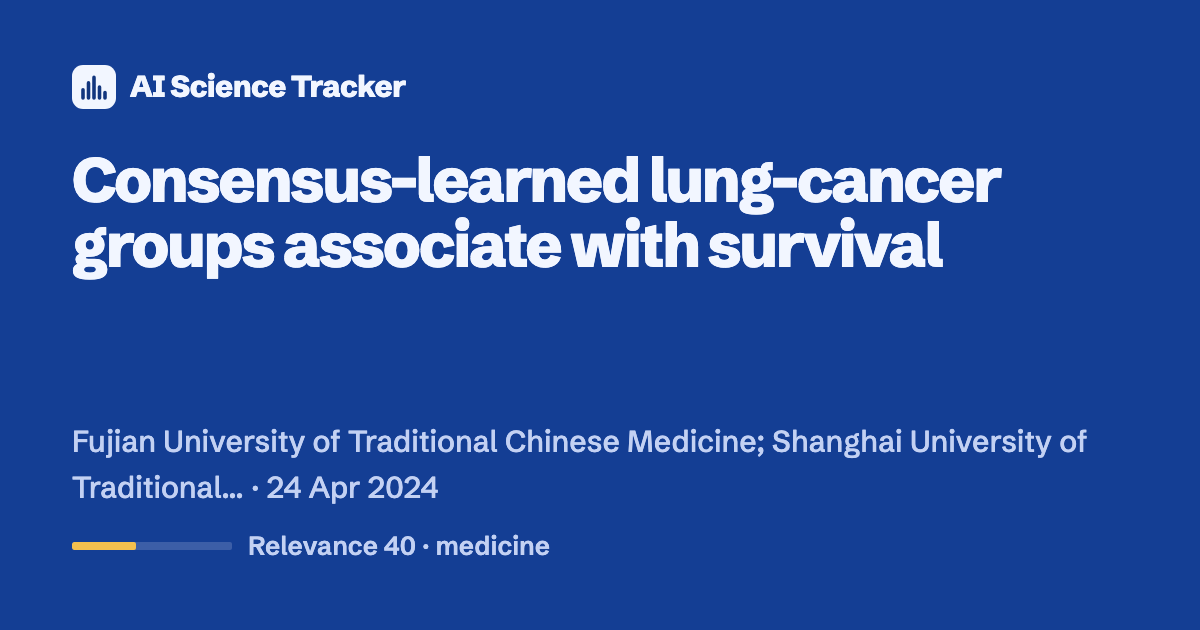 AI Science Tracker
Consensus-learned lung-cancer
groups associate with survival
Fujian University of Traditional Chinese Medicine; Shanghai University of
Traditional... · 24 Apr 2024
Relevance 40 · medicine